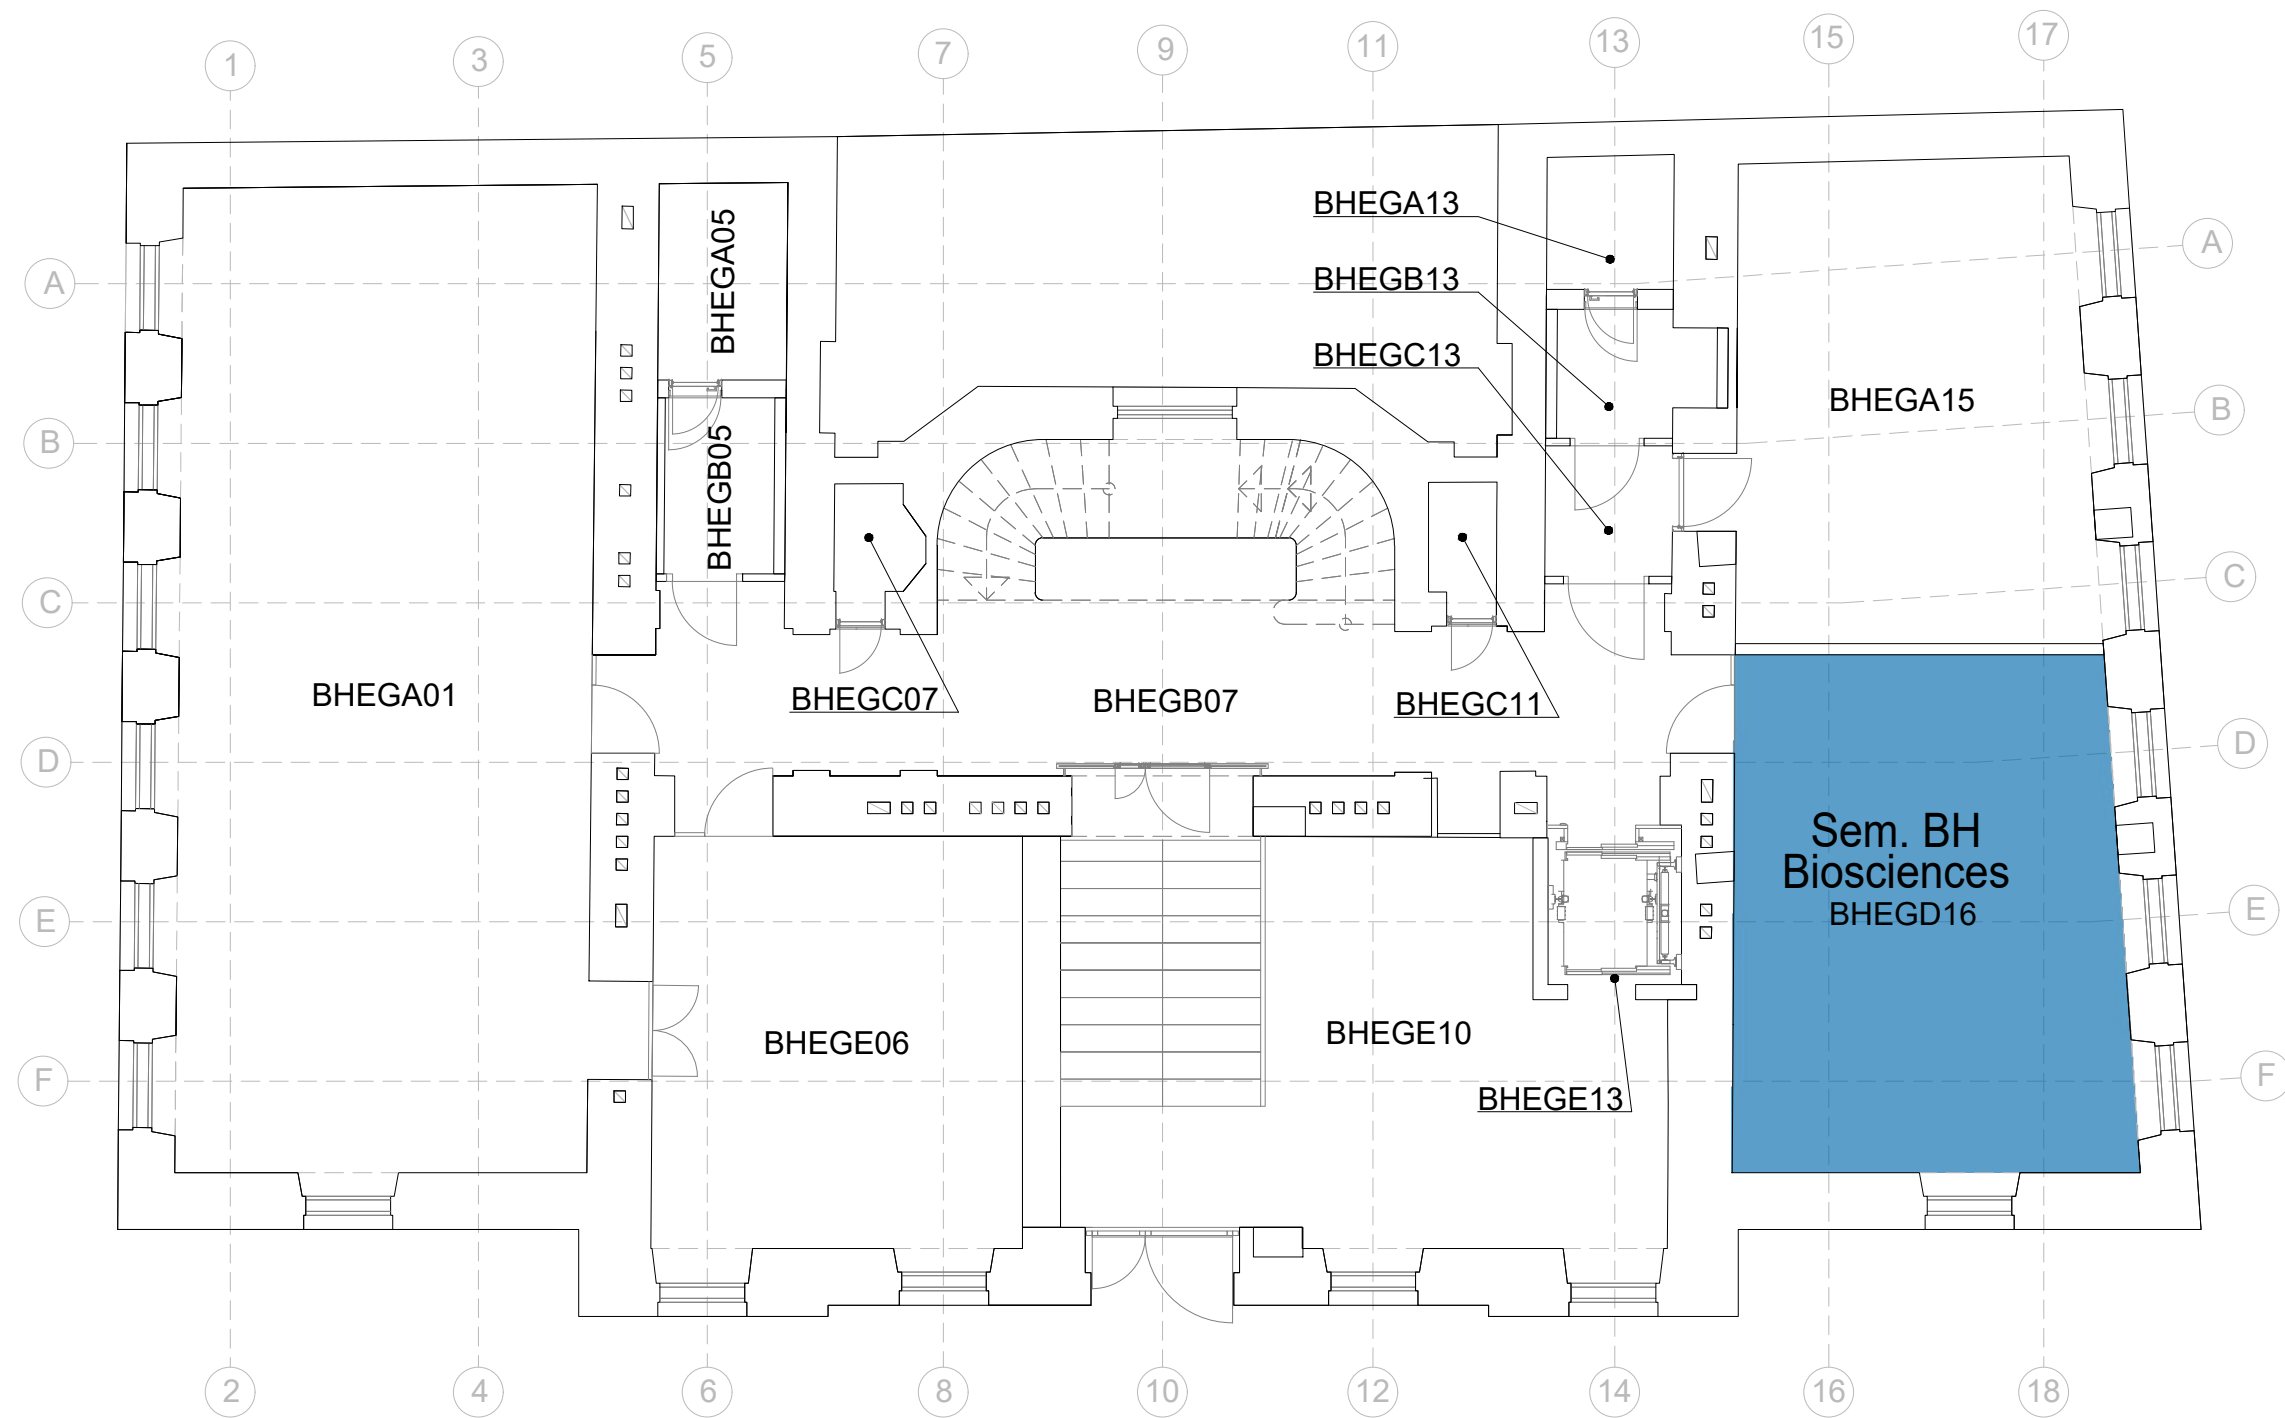 1 3 5 7 9 11 13 15 17
BHEGA13
A A
BHEGA05
BHEGB13
BHEGC13
BHEGA15
B B
BHEGB05
C C
BHEGA01
BHEGC07
BHEGB07
BHEGC11
D D
Sem. BH
Biosciences
BHEGD16
E E
BHEGE06
BHEGE10
F F
BHEGE13
2 4 6 8 10 12 14 16 18